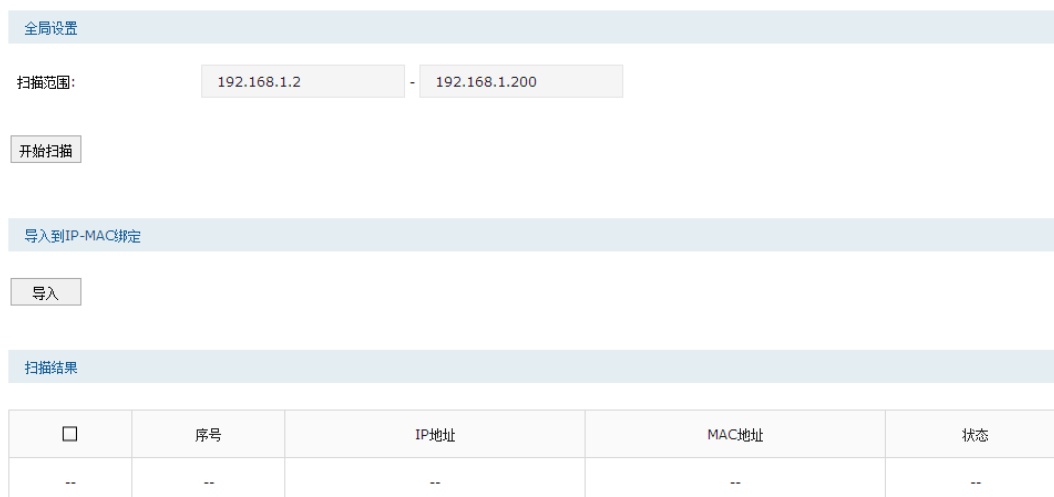 全局设置
扫描范围: 192.168.1.2 - 192.168.1.200
开始扫描
导入到IP-MAC绑定
导入
扫描结果
序号 IP地址 MAC地址 状态
-- -- -- -- --